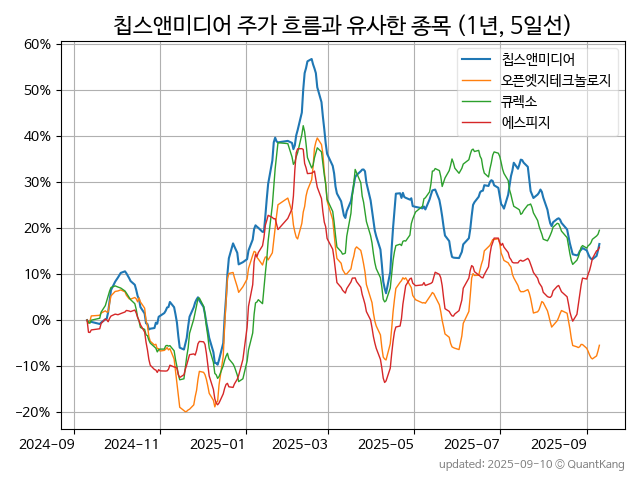 칩스앤미디어 주가 흐름과 유사한 종목 (1년, 5일선)
60%
50%
40%
30%
20%
10%
0%
−10%
−20%
칩스앤미디어
오픈엣지테크놀로지
큐렉소
에스피지
2024−09
2024−11
2025−01
2025−03
2025−05
2025−07
2025−09
updated: 2025-09-10 © QuantKang